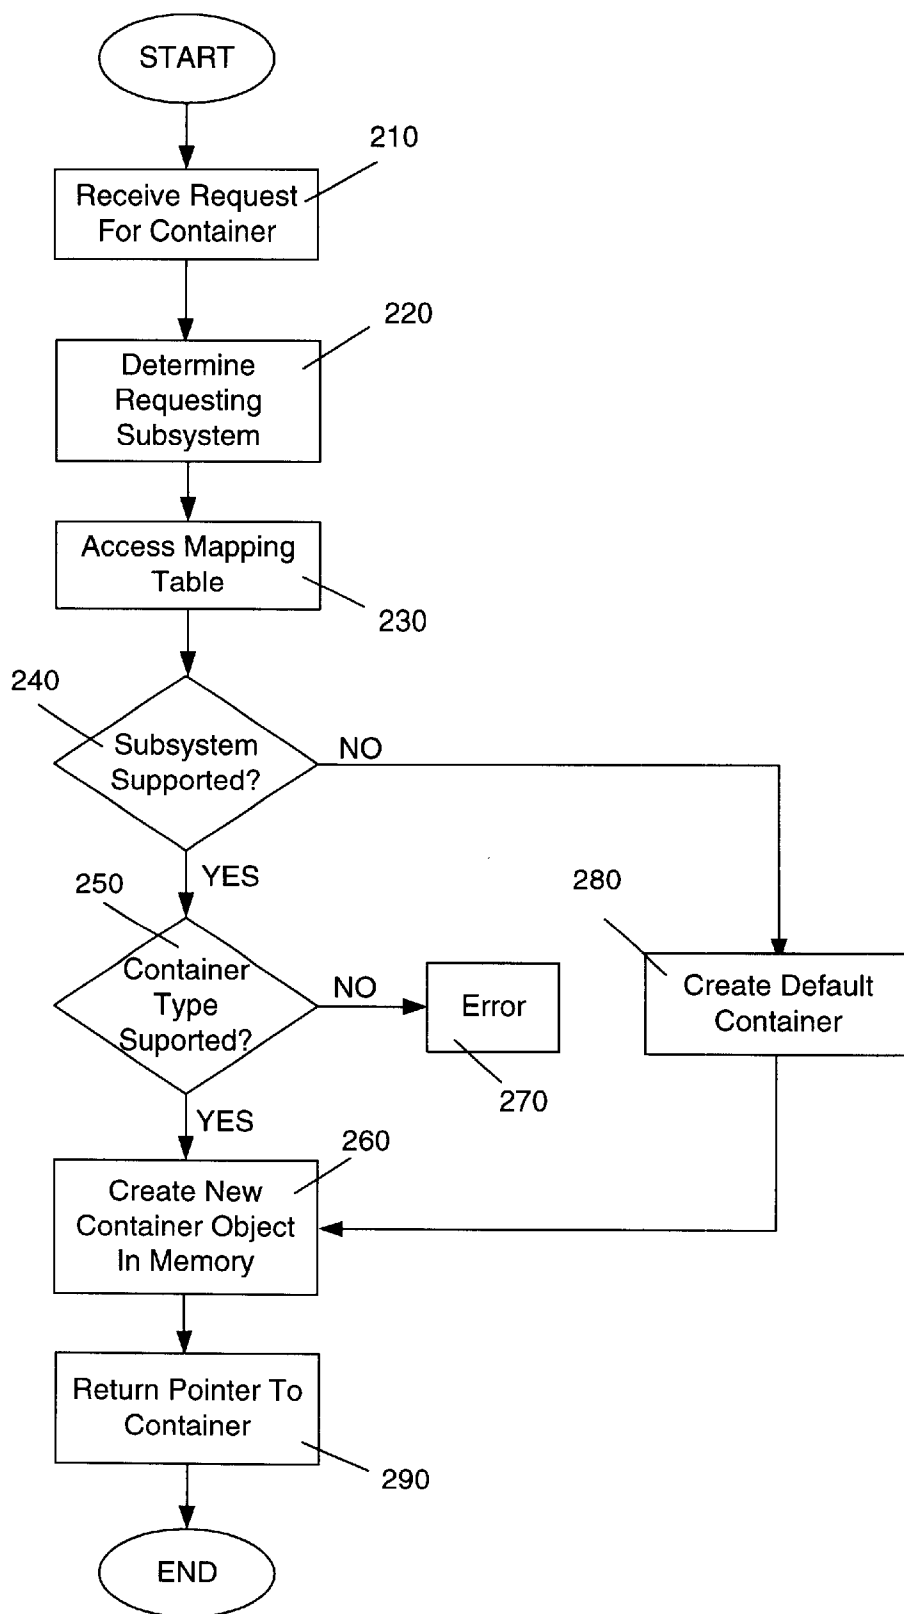 START
210
Receive Request
For Container
220
Determine
Requesting
Subsystem
Access Mapping
Table
230
240
Subsystem
Supported?
NO
YES
250
280
Container
Type
Suported?
NO
Error
Create Default
Container
270
YES
260
Create New
Container Object
In Memory
Return Pointer To
Container
290
END